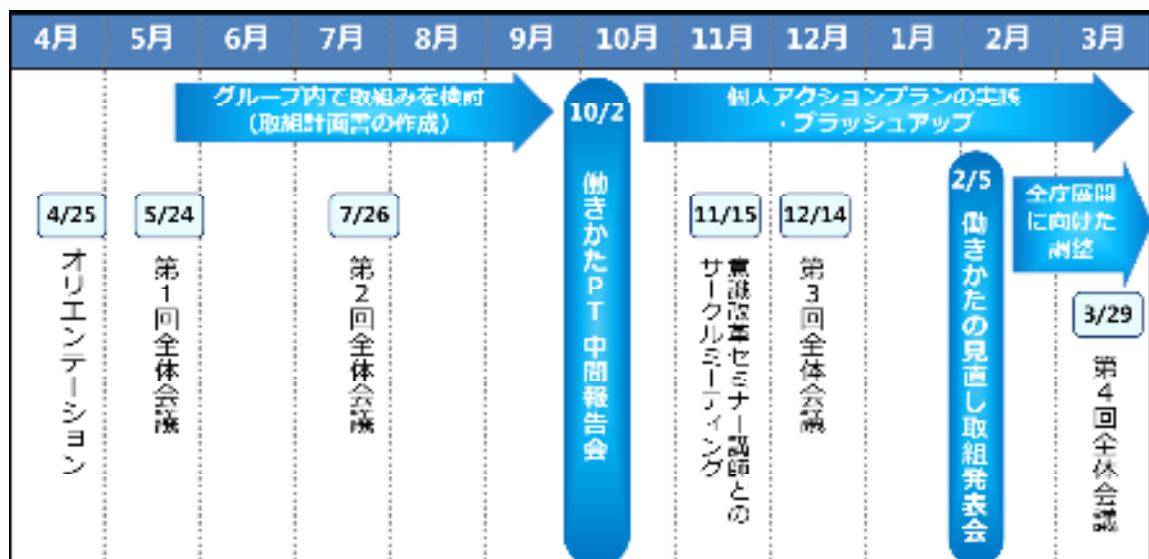 4月 5月 6月 7月 8月 9月 10月 11月 12月 1月 2月 3月
グループ内で取組みを検討
(取組計画書の作成)
10/2
働きかたPT 中間報告会
個人アクションプランの実践
・ブラッシュアップ
4/25
オリエンテーション
5/24
第1回全体会議
7/26
第2回全体会議
11/15
意識改革セミナー講師との
サークルミーティング
12/14
第3回全体会議
2/5
働きかたの見直し取組発表会
全庁展開
に向けた
調整
3/29
第4回全体会議